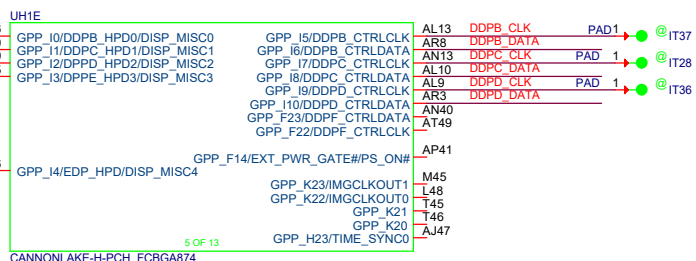 UH1E
GPP_I0/DDPB_HPD0/DISP_MISC0
GPP_I1/DDPC_HPD1/DISP_MISC1
GPP_I2/DPPD_HPD2/DISP_MISC2
GPP_I3/DPPE_HPD3/DISP_MISC3
GPP_I4/EDP_HPD/DISP_MISC4
GPP_I5/DDPB_CTRLCLK AL13 DDPB_CLK PAD 1 @ IT37
GPP_I6/DDPB_CTRLDATA AR8 DDPB_DATA
GPP_I7/DDPC_CTRLCLK AN13 DDPC_CLK PAD 1 @ IT28
GPP_I8/DDPC_CTRLDATA AL10 DDPC_DATA
GPP_I9/DDPD_CTRLCLK AL9 DDPD_CLK PAD 1 @ IT36
GPP_I10/DDPD_CTRLDATA AR3 DDPD_DATA
GPP_F23/DDPF_CTRLDATA AN40
GPP_F22/DDPF_CTRLCLK AT49
GPP_F14/EXT_PWR_GATE#/PS_ON# AP41
GPP_K23/IMGCLKOUT1 M45
GPP_K22/IMGCLKOUT0 L48
GPP_K21 T45
GPP_K20 T46
GPP_H23/TIME_SYNC0 AJ47
5 OF 13
CANNONLAKE-H-PCH_FCBGA874